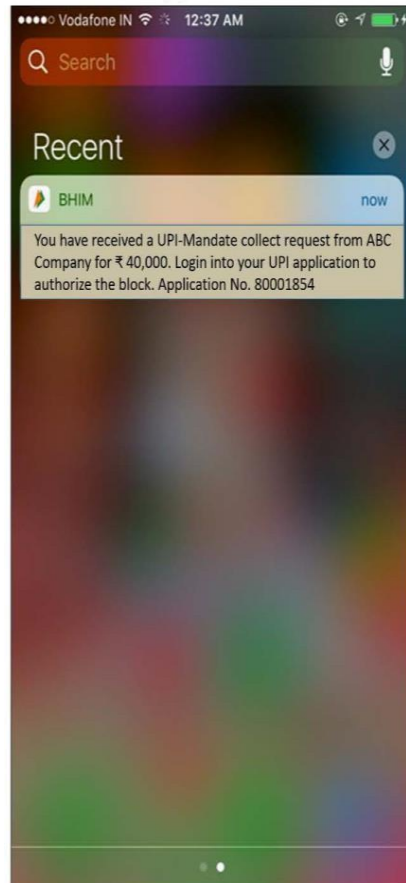 Vodafone IN 12:37 AM
Search
Recent
BHIM now
You have received a UPI-Mandate collect request from ABC
Company for ₹ 40,000. Login into your UPI application to
authorize the block. Application No. 80001854